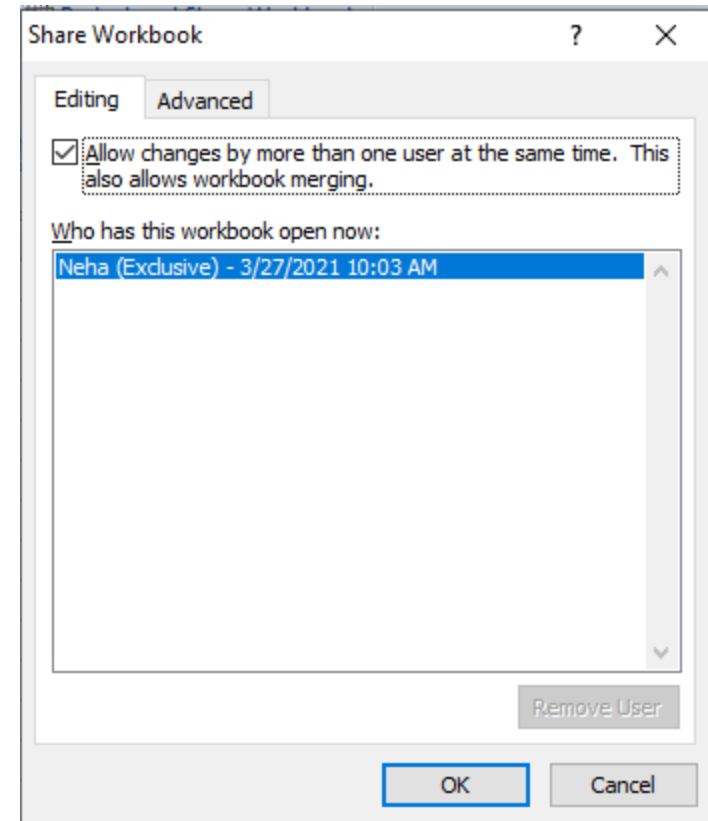 Share Workbook ?
Editing Advanced
Allow changes by more than one user at the same time. This
also allows workbook merging.
Who has this workbook open now:
Neha (Exclusive) - 3/27/2021 10:03 AM
Remove User
OK Cancel